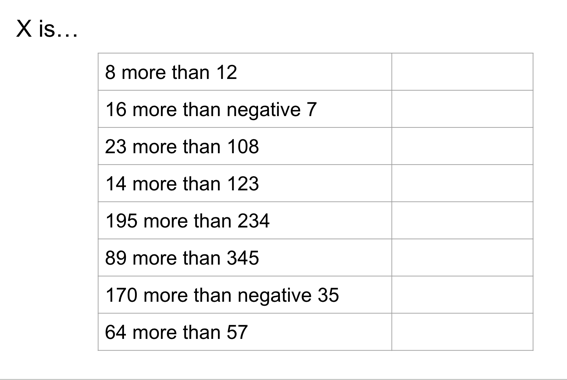 X is…
8 more than 12
16 more than negative 7
23 more than 108
14 more than 123
195 more than 234
89 more than 345
170 more than negative 35
64 more than 57